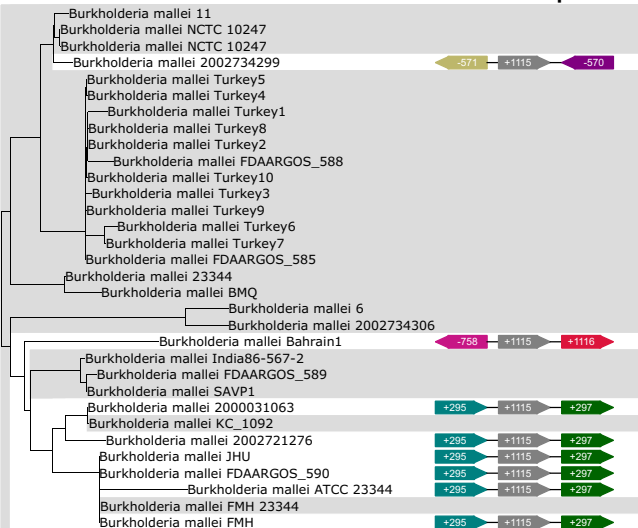 Burkholderia mallei 11
Burkholderia mallei NCTC 10247
Burkholderia mallei NCTC 10247
Burkholderia mallei 2002734299 -571 +1115 -570
Burkholderia mallei Turkey5
Burkholderia mallei Turkey4
Burkholderia mallei Turkey1
Burkholderia mallei Turkey8
Burkholderia mallei Turkey2
Burkholderia mallei FDAARGOS_588
Burkholderia mallei Turkey10
Burkholderia mallei Turkey3
Burkholderia mallei Turkey9
Burkholderia mallei Turkey6
Burkholderia mallei Turkey7
Burkholderia mallei FDAARGOS_585
Burkholderia mallei 23344
Burkholderia mallei BMQ
Burkholderia mallei 6
Burkholderia mallei 2002734306
Burkholderia mallei Bahrain1 -758 +1115 +1116
Burkholderia mallei India86-567-2
Burkholderia mallei FDAARGOS_589
Burkholderia mallei SAVP1
Burkholderia mallei 2000031063 +295 +1115 +297
Burkholderia mallei KC_1092
Burkholderia mallei 2002721276 +295 +1115 +297
Burkholderia mallei JHU +295 +1115 +297
Burkholderia mallei FDAARGOS_590 +295 +1115 +297
Burkholderia mallei ATCC 23344 +295 +1115 +297
Burkholderia mallei FMH 23344
Burkholderia mallei FMH +295 +1115 +297